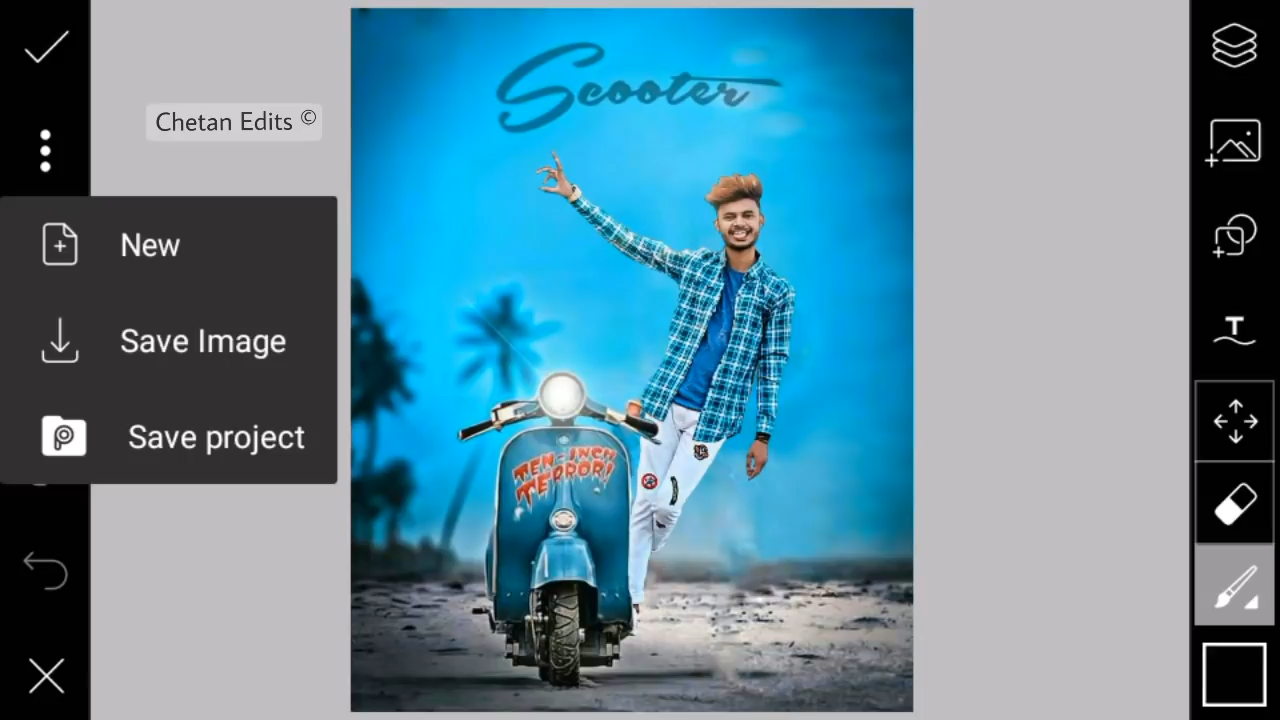 Scooter
Chetan Edits ©
New
Save Image
Save project
TEN-INCH
TERROR!
T